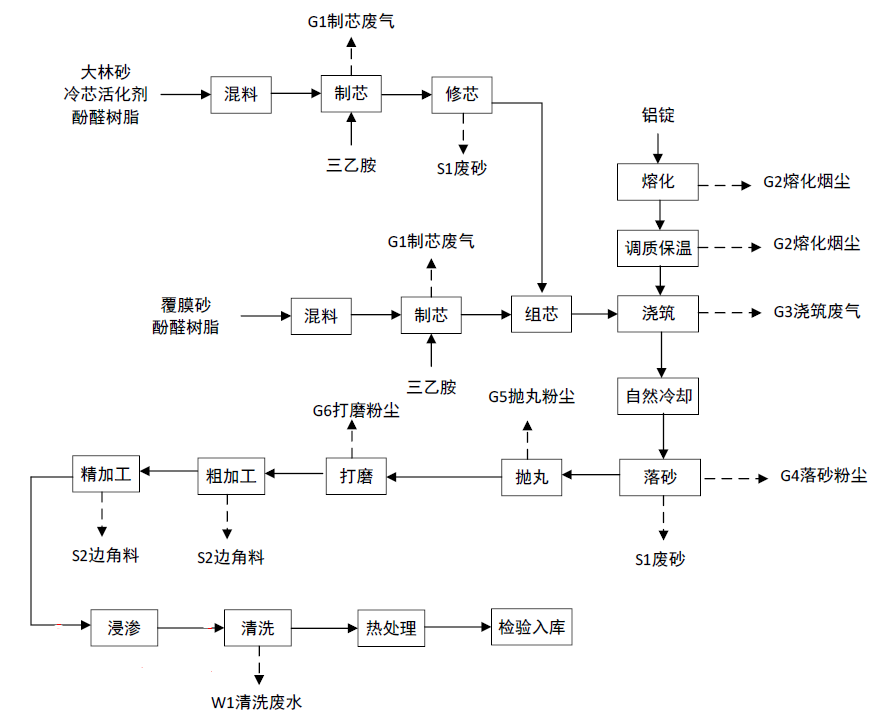 G1制芯废气
大林砂
冷芯活化剂
酚醛树脂
混料
制芯
修芯
三乙胺
S1废砂
铝锭
熔化
G2熔化烟尘
调质保温
G2熔化烟尘
G1制芯废气
覆膜砂
酚醛树脂
混料
制芯
组芯
浇筑
G3浇筑废气
三乙胺
自然冷却
G6打磨粉尘
G5抛丸粉尘
精加工
粗加工
打磨
抛丸
落砂
G4落砂粉尘
S2边角料
S2边角料
S1废砂
浸渗
清洗
热处理
检验入库
W1清洗废水